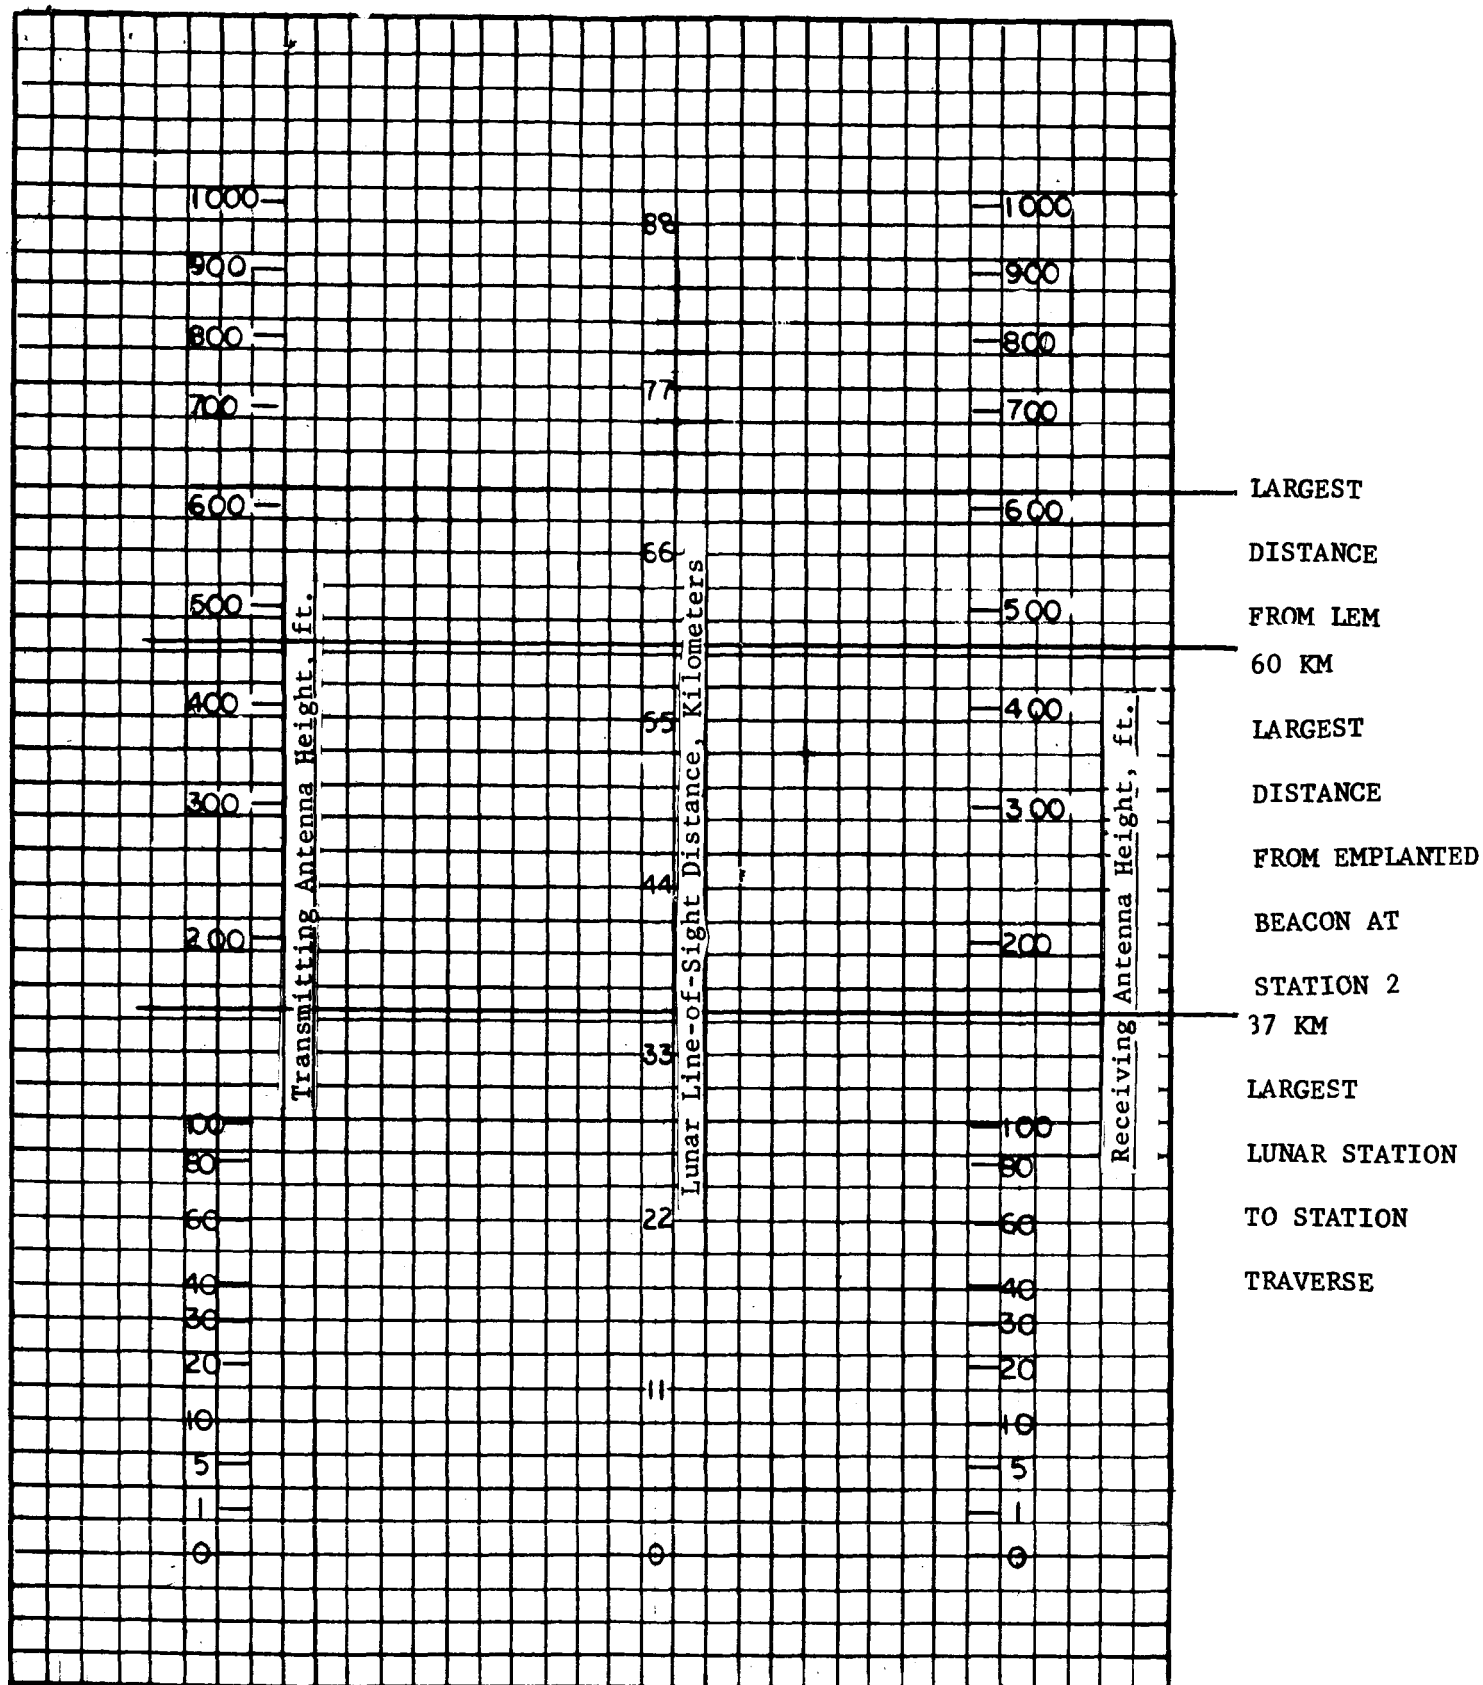 1000
900
800
700
600
500
400
300
200
100
80
60
40
30
20
10
5
1
0
Transmitting Antenna Height, ft.
88
77
66
55
44
33
22
11
0
Lunar Line-of-Sight Distance, Kilometers
1000
900
800
700
600
500
400
300
200
100
80
60
40
30
20
10
5
1
0
Receiving Antenna Height, ft.
LARGEST
DISTANCE
FROM LEM
60 KM
LARGEST
DISTANCE
FROM EMPLANTED
BEACON AT
STATION 2
37 KM
LARGEST
LUNAR STATION
TO STATION
TRAVERSE